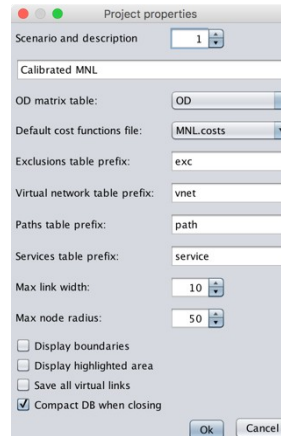 Project properties
Scenario and description 1
Calibrated MNL
OD matrix table: OD
Default cost functions file: MNL.costs
Exclusions table prefix: exc
Virtual network table prefix: vnet
Paths table prefix: path
Services table prefix: service
Max link width: 10
Max node radius: 50
Display boundaries
Display highlighted area
Save all virtual links
Compact DB when closing
Ok Cancel